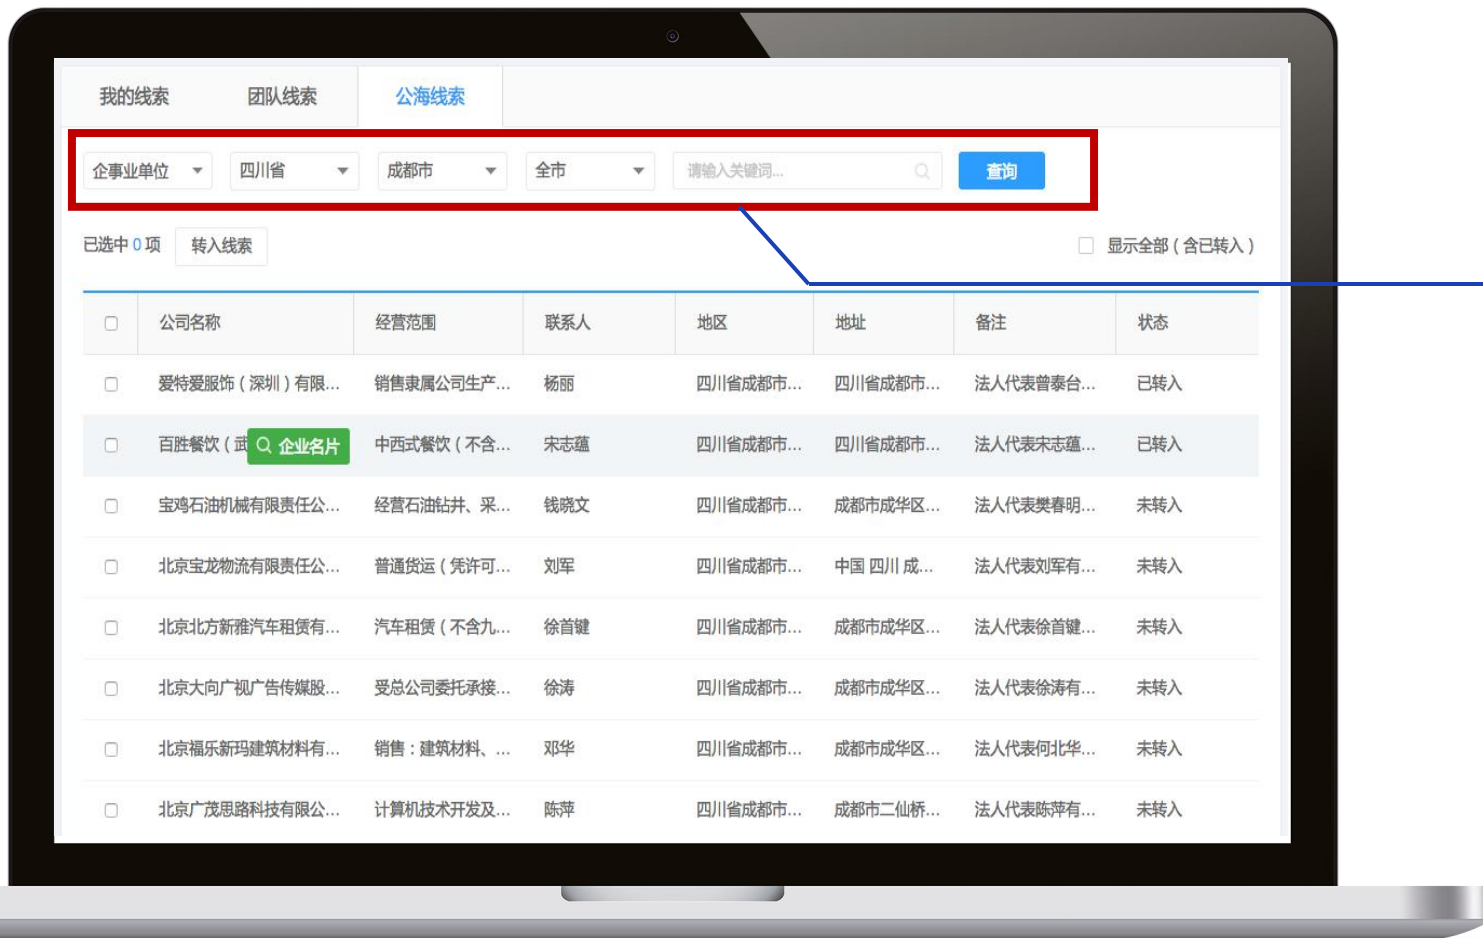 我的线索 团队线索 公海线索
企事业单位 四川省 成都市 全市 请输入关键词... 查询
已选中 0 项 转入线索 显示全部（含已转入）
公司名称 经营范围 联系人 地区 地址 备注 状态
爱特爱服饰（深圳）有限... 销售隶属公司生产... 杨丽 四川省成都市... 四川省成都市... 法人代表曾泰台... 已转入
百胜餐饮（武 企业名片 中西式餐饮（不含... 宋志蕴 四川省成都市... 四川省成都市... 法人代表宋志蕴... 已转入
宝鸡石油机械有限责任公... 经营石油钻井、采... 钱晓文 四川省成都市... 成都市成华区... 法人代表樊春明... 未转入
北京宝龙物流有限责任公... 普通货运（凭许可... 刘军 四川省成都市... 中国 四川 成... 法人代表刘军有... 未转入
北京北方新雅汽车租赁有... 汽车租赁（不含九... 徐首键 四川省成都市... 成都市成华区... 法人代表徐首键... 未转入
北京大向广视广告传媒股... 受总公司委托承接... 徐涛 四川省成都市... 成都市成华区... 法人代表徐涛有... 未转入
北京福乐新玛建筑材料有... 销售：建筑材料、... 邓华 四川省成都市... 成都市成华区... 法人代表何北华... 未转入
北京广茂思路科技有限公... 计算机技术开发及... 陈萍 四川省成都市... 成都市二仙桥... 法人代表陈萍有... 未转入